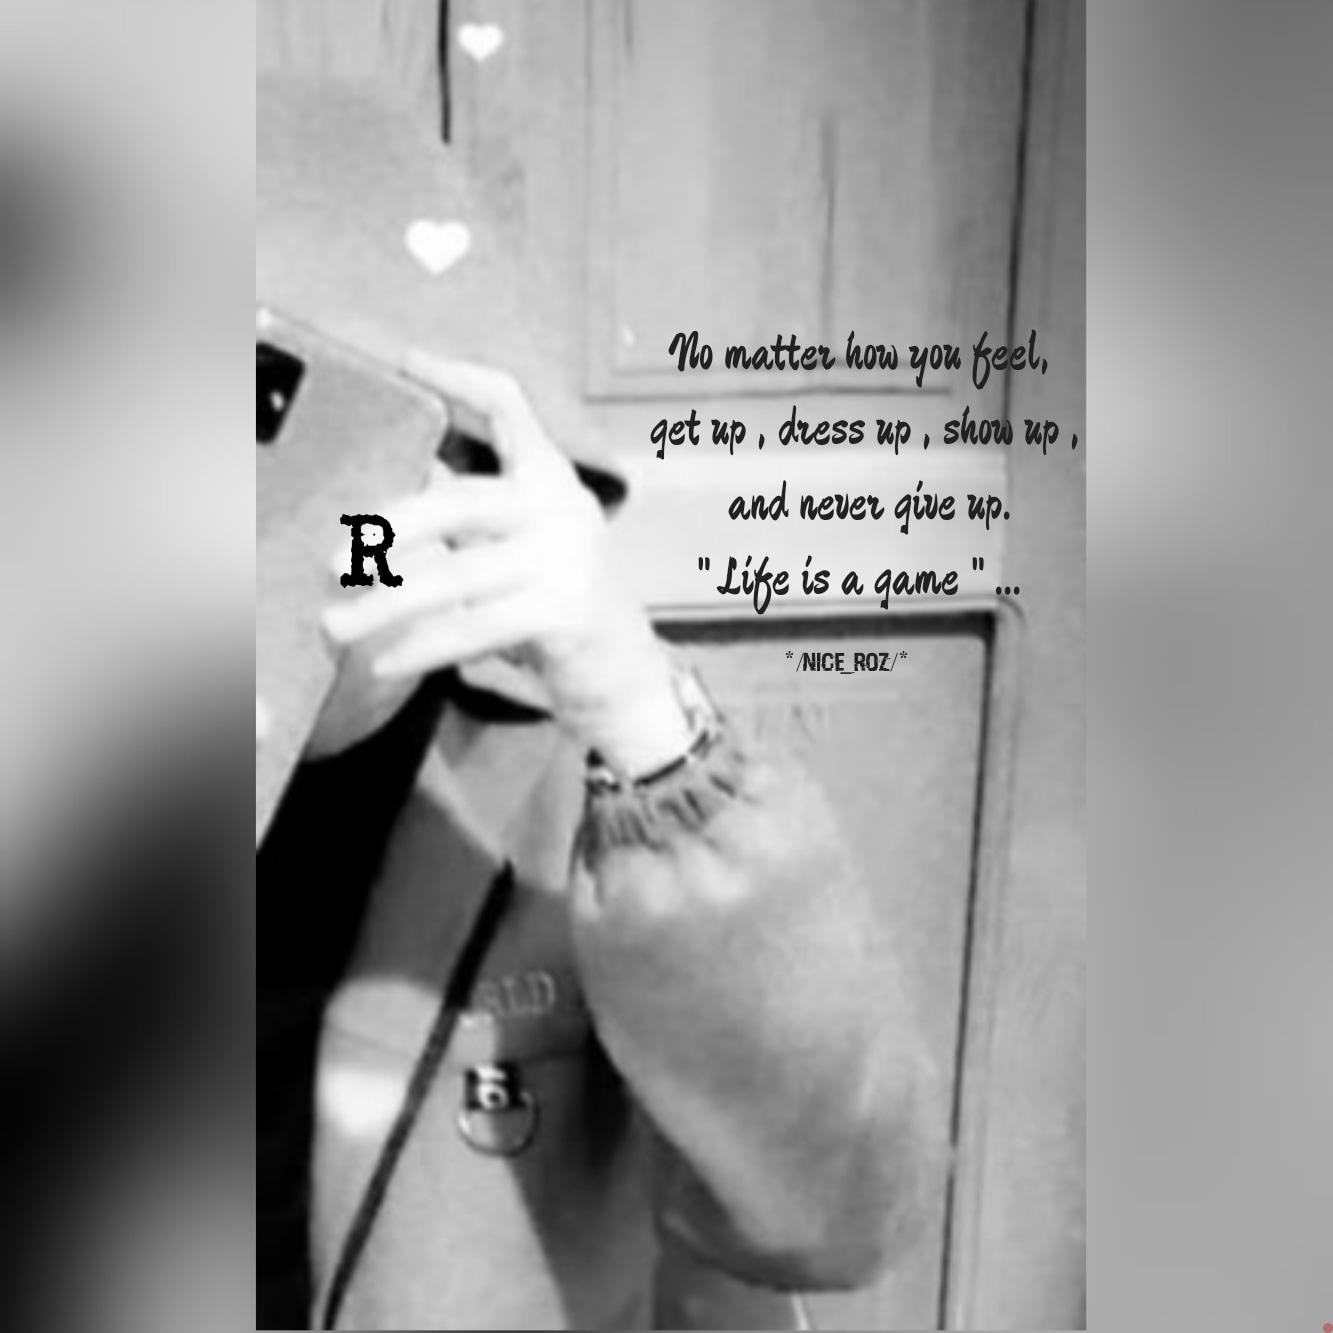 No matter how you feel,
get up , dress up , show up ,
and never give up.
R
" Life is a game " ...
* /NICE_ROZ/ *